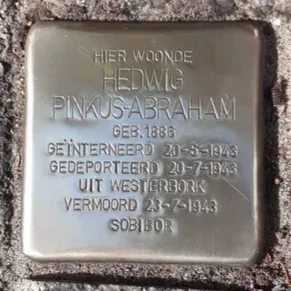 HIER WOONDE
HEDWIG
PINKUS-ABRAHAM
GEB. 1886
GEÏNTERNEERD 20-6-1943
GEDEPORTEERD 20-7-1943
UIT WESTERBORK
VERMOORD 23-7-1943
SOBIBOR